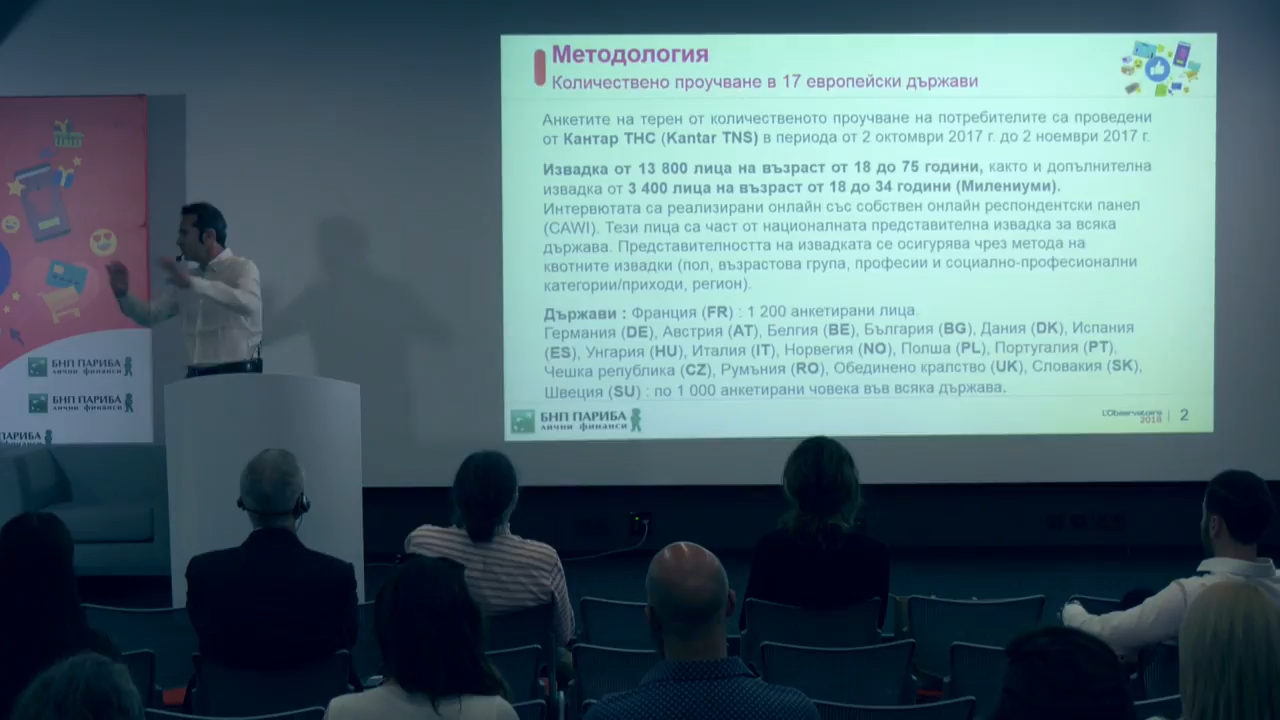 Методология
Количествено проучване в 17 европейски държави
Анкетите на терен от количественото проучване на потребителите са проведени
от Кантар ТНС (Kantar TNS) в периода от 2 октомври 2017 г. до 2 ноември 2017 г.
Извадка от 13 800 лица на възраст от 18 до 75 години, както и допълнителна
извадка от 3 400 лица на възраст от 18 до 34 години (Милениуми).
Интервютата са реализирани онлайн със собствен онлайн респондентски панел
(CAWI). Тези лица са част от националната представителна извадка за всяка
държава. Представителността на извадката се осигурява чрез метода на
квотните извадки (пол, възрастова група, професии и социално-професионални
категории/приходи, регион).
Държави : Франция (FR) : 1 200 анкетирани лица.
Германия (DE), Австрия (AT), Белгия (BE), България (BG), Дания (DK), Испания
(ES), Унгария (HU), Италия (IT), Норвегия (NO), Полша (PL), Португалия (PT),
Чешка република (CZ), Румъния (RO), Обединено кралство (UK), Словакия (SK),
Швеция (SU) : по 1 000 анкетирани човека във всяка държава.
БНП ПАРИБА
лични финанси
L'Observatoire
2018
2
БНП ПАРИБА
лични финанси
БНП ПАРИБА
лични финанси
ПАРИБА